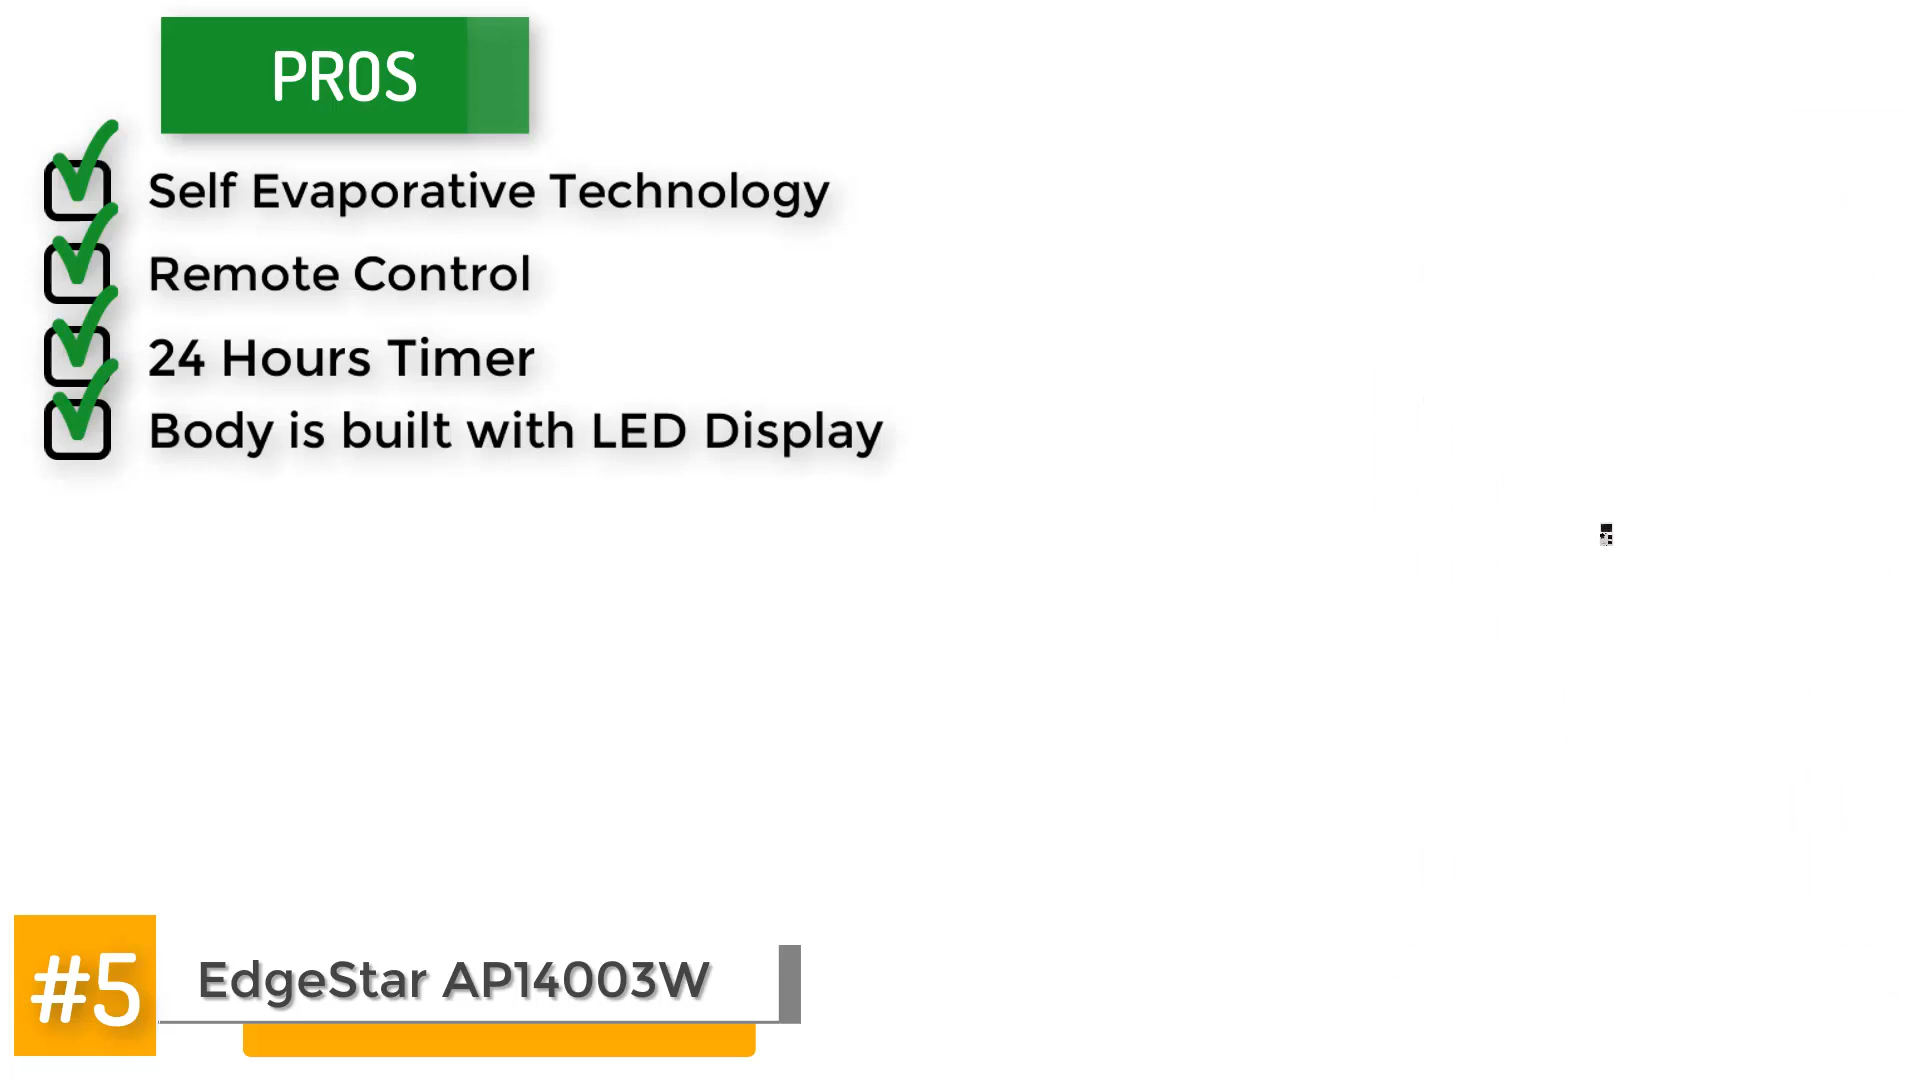 PROS
Self Evaporative Technology
Remote Control
24 Hours Timer
Body is built with LED Display
#5
EdgeStar AP14003W